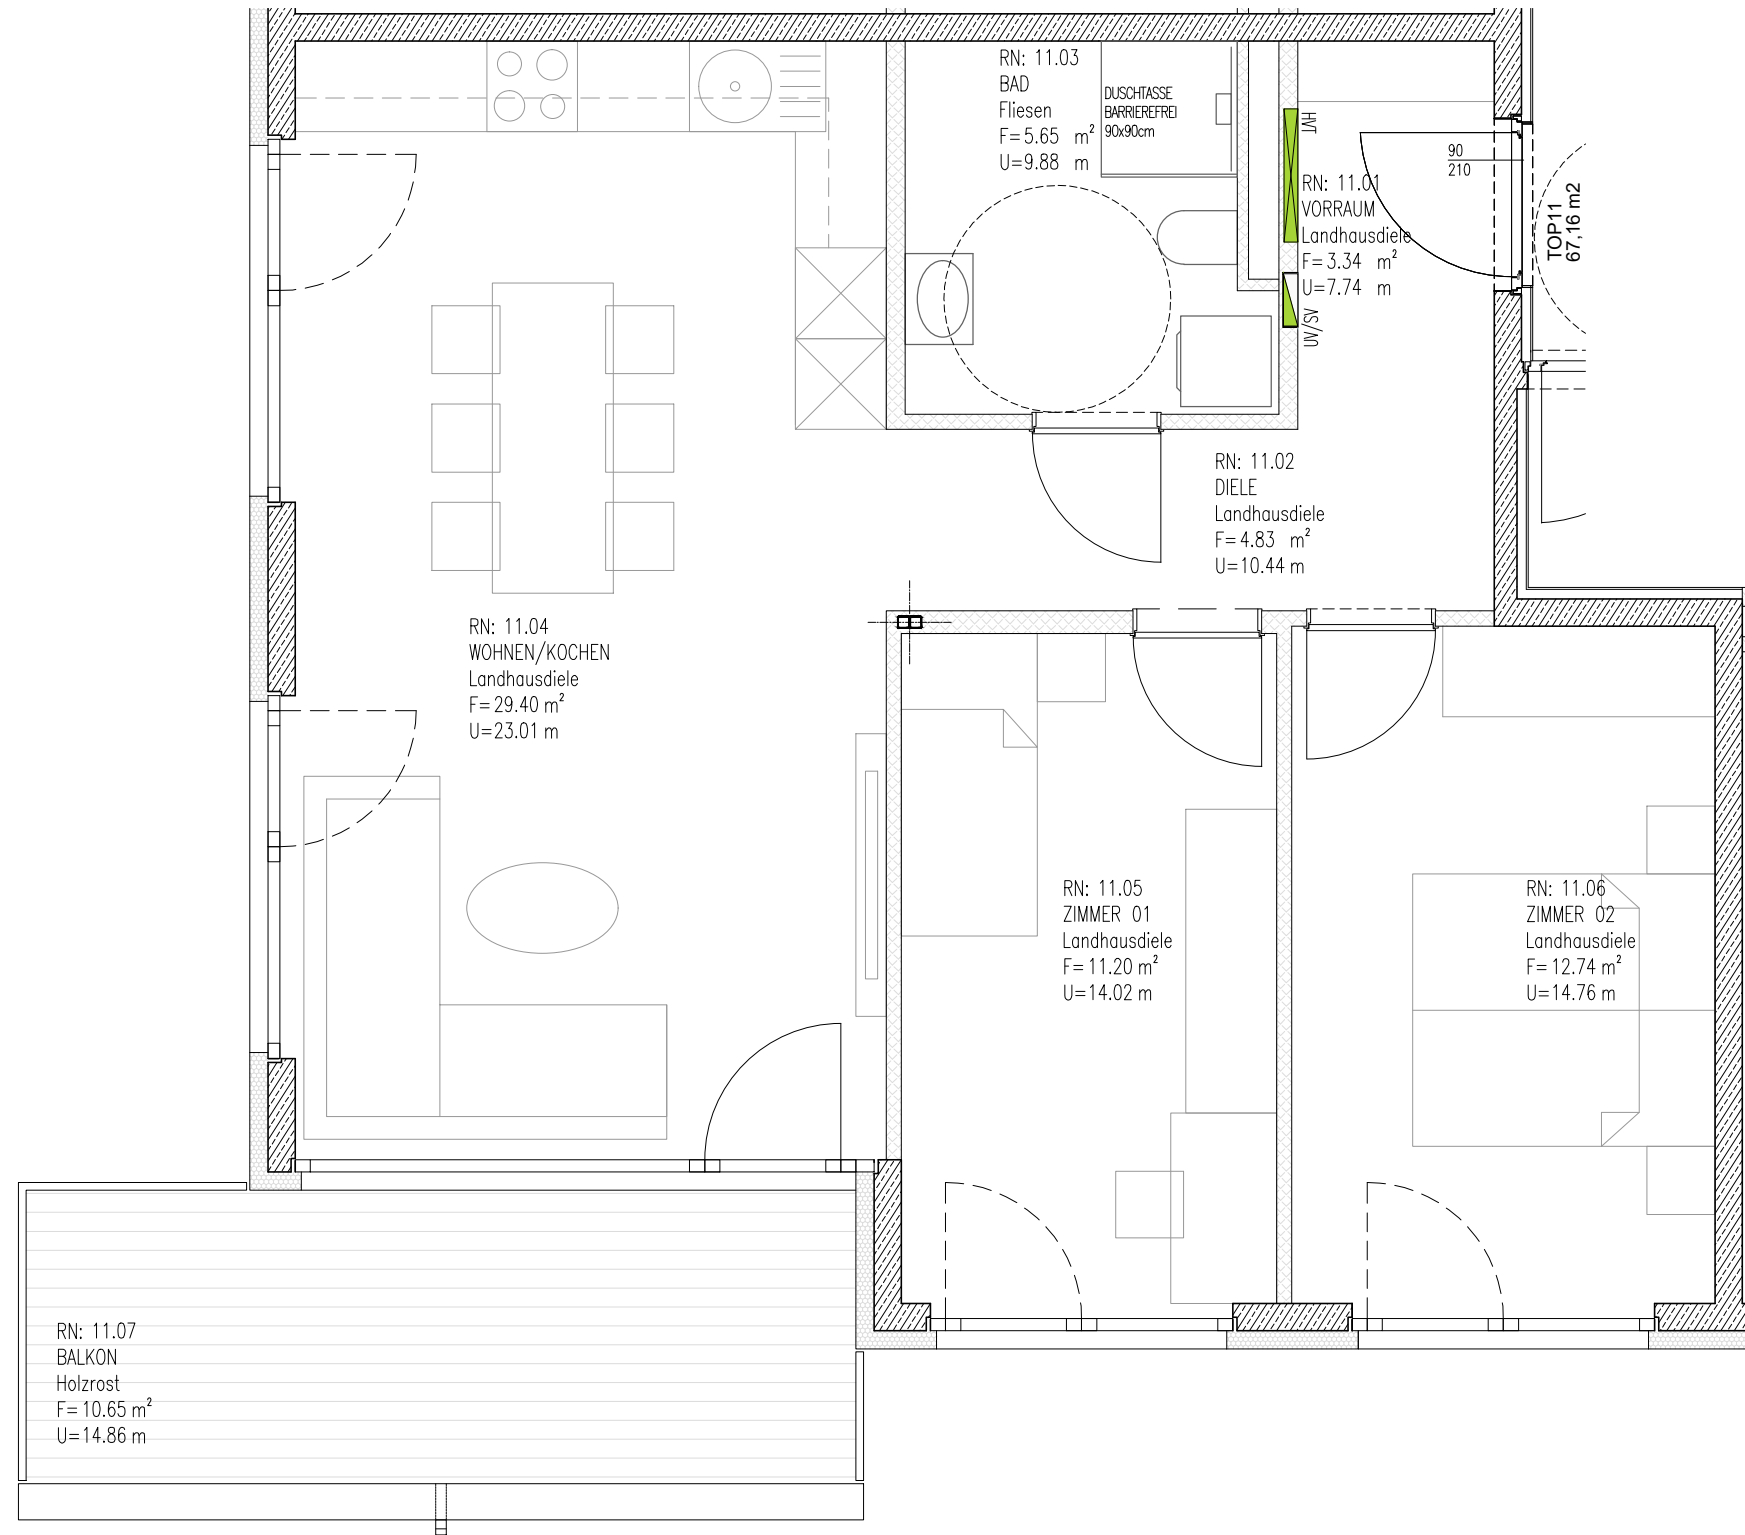 RN: 11.03
BAD
Fliesen
F=5.65 m²
U=9.88 m
DUSCHTASSE
BARRIEREFREI
90x90cm
HVT
90
210
RN: 11.01
VORRAUM
Landhausdiele
F=3.34 m²
U=7.74 m
UV/SV
TOP11
67,16 m2
RN: 11.02
DIELE
Landhausdiele
F=4.83 m²
U=10.44 m
RN: 11.04
WOHNEN/KOCHEN
Landhausdiele
F=29.40 m²
U=23.01 m
RN: 11.05
ZIMMER 01
Landhausdiele
F=11.20 m²
U=14.02 m
RN: 11.06
ZIMMER 02
Landhausdiele
F=12.74 m²
U=14.76 m
RN: 11.07
BALKON
Holzrost
F=10.65 m²
U=14.86 m